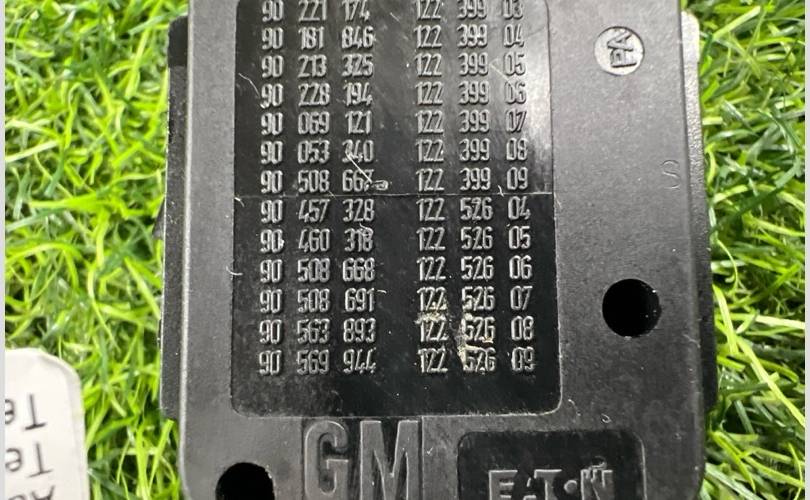 90 221 174 122 399 03
90 181 846 122 399 04
90 213 325 122 399 05
90 228 194 122 399 06
90 069 121 122 399 07
90 053 340 122 399 08
90 508 667 122 399 09
90 457 328 122 526 04
90 460 318 122 526 05
90 508 668 122 526 06
90 508 691 122 526 07
90 563 893 122 526 08
90 569 944 122 526 09
PA
S
GM
EATON
Te
Te